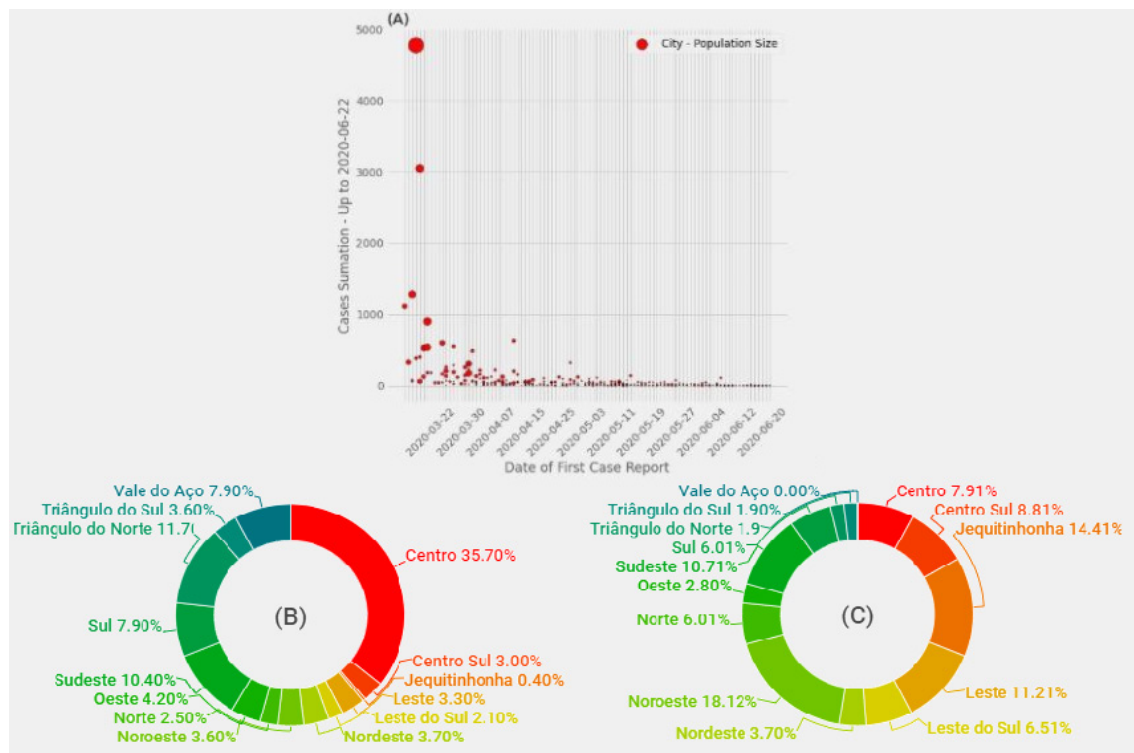 (A)
5000
City - Population Size
4000
3000
2000
1000
0
Cases Sumation - Up to 2020-06-22
2020-03-22
2020-03-30
2020-04-07
2020-04-15
2020-04-25
2020-05-03
2020-05-11
2020-05-19
2020-05-27
2020-06-04
2020-06-12
2020-06-20
Date of First Case Report
Vale do Aço 7.90%
Triângulo do Sul 3.60%
Triângulo do Norte 11.7
Centro 35.70%
Sul 7.90%
(B)
Centro Sul 3.00%
Jequitinhonha 0.40%
Sudeste 10.40%
Leste 3.30%
Oeste 4.20%
Leste do Sul 2.10%
Norte 2.50%
Nordeste 3.70%
Noroeste 3.60%
Vale do Aço 0.00%
Centro 7.91%
Triângulo do Sul 1.90%
Centro Sul 8.81%
Triângulo do Norte 1.9
Jequitinhonha 14.41%
Sul 6.01%
Sudeste 10.71%
Oeste 2.80%
Norte 6.01%
(C)
Leste 11.21%
Noroeste 18.12%
Leste do Sul 6.51%
Nordeste 3.70%